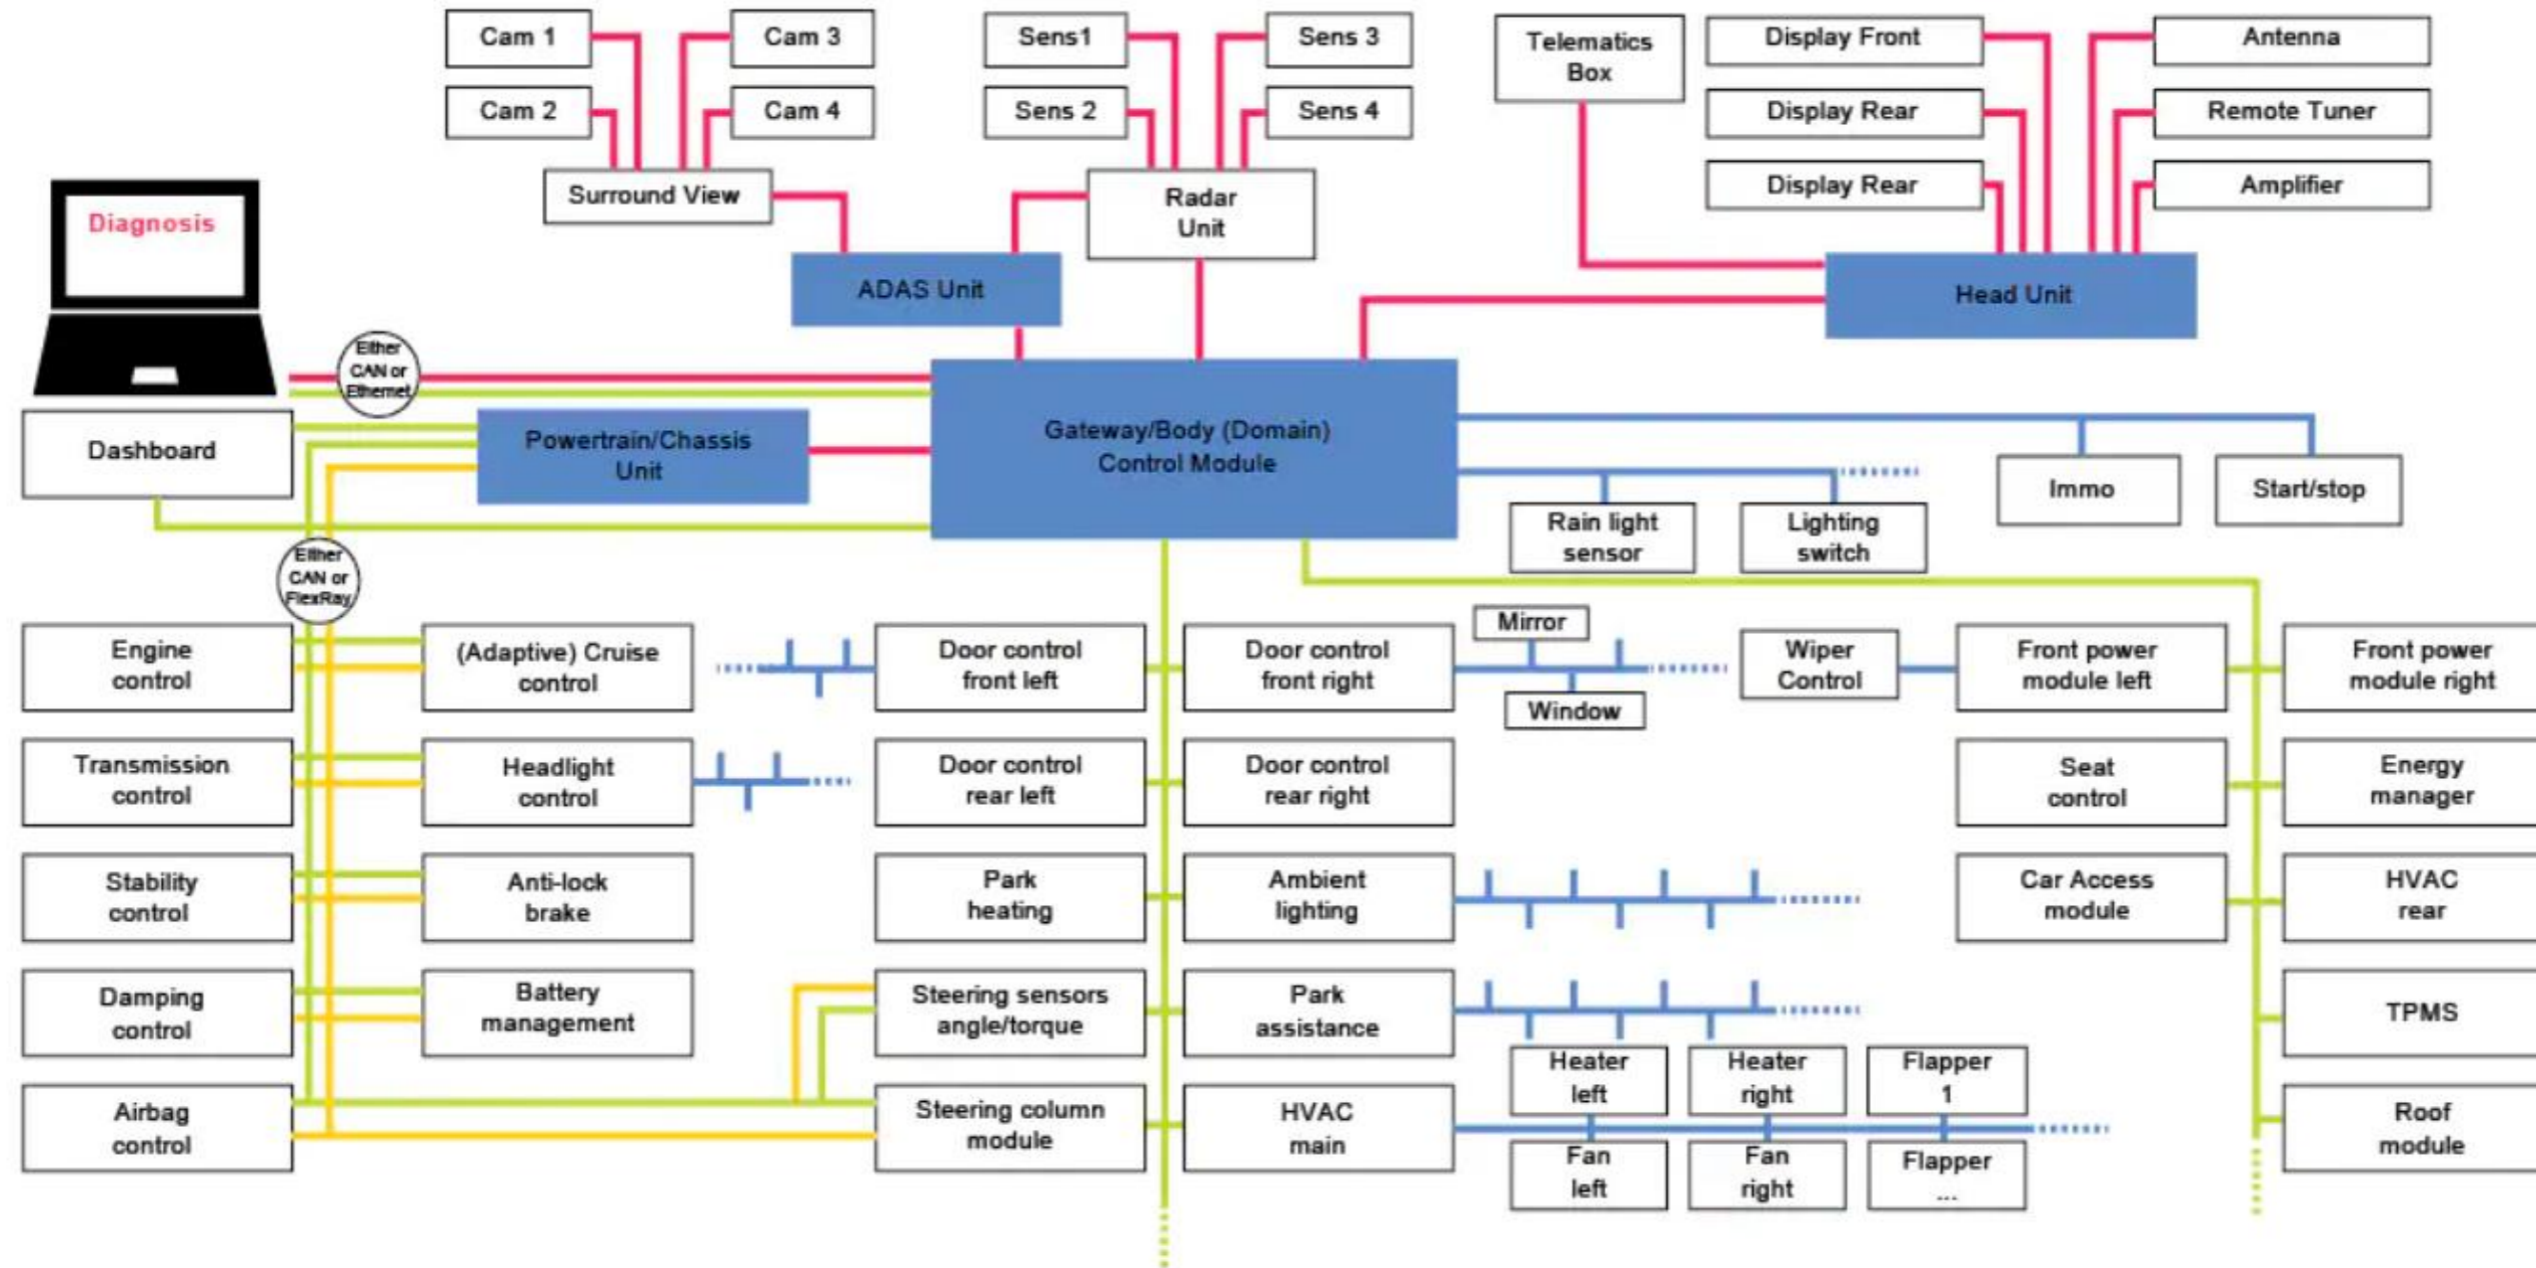 Cam 1
Cam 3
Sens1
Sens 3
Telematics
Box
Display Front
Antenna
Cam 2
Cam 4
Sens 2
Sens 4
Display Rear
Remote Tuner
Surround View
Radar
Unit
Display Rear
Amplifier
Diagnosis
ADAS Unit
Head Unit
Either
CAN or
Ethernet
Dashboard
Powertrain/Chassis
Unit
Gateway/Body (Domain)
Control Module
Immo
Start/stop
Rain light
sensor
Lighting
switch
Either
CAN or
FlexRay
Engine
control
(Adaptive) Cruise
control
Door control
front left
Door control
front right
Mirror
Window
Wiper
Control
Front power
module left
Front power
module right
Transmission
control
Headlight
control
Door control
rear left
Door control
rear right
Seat
control
Energy
manager
Stability
control
Anti-lock
brake
Park
heating
Ambient
lighting
Car Access
module
HVAC
rear
Damping
control
Battery
management
Steering sensors
angle/torque
Park
assistance
TPMS
Heater
left
Heater
right
Flapper
1
Airbag
control
Steering column
module
HVAC
main
Roof
module
Fan
left
Fan
right
Flapper
...